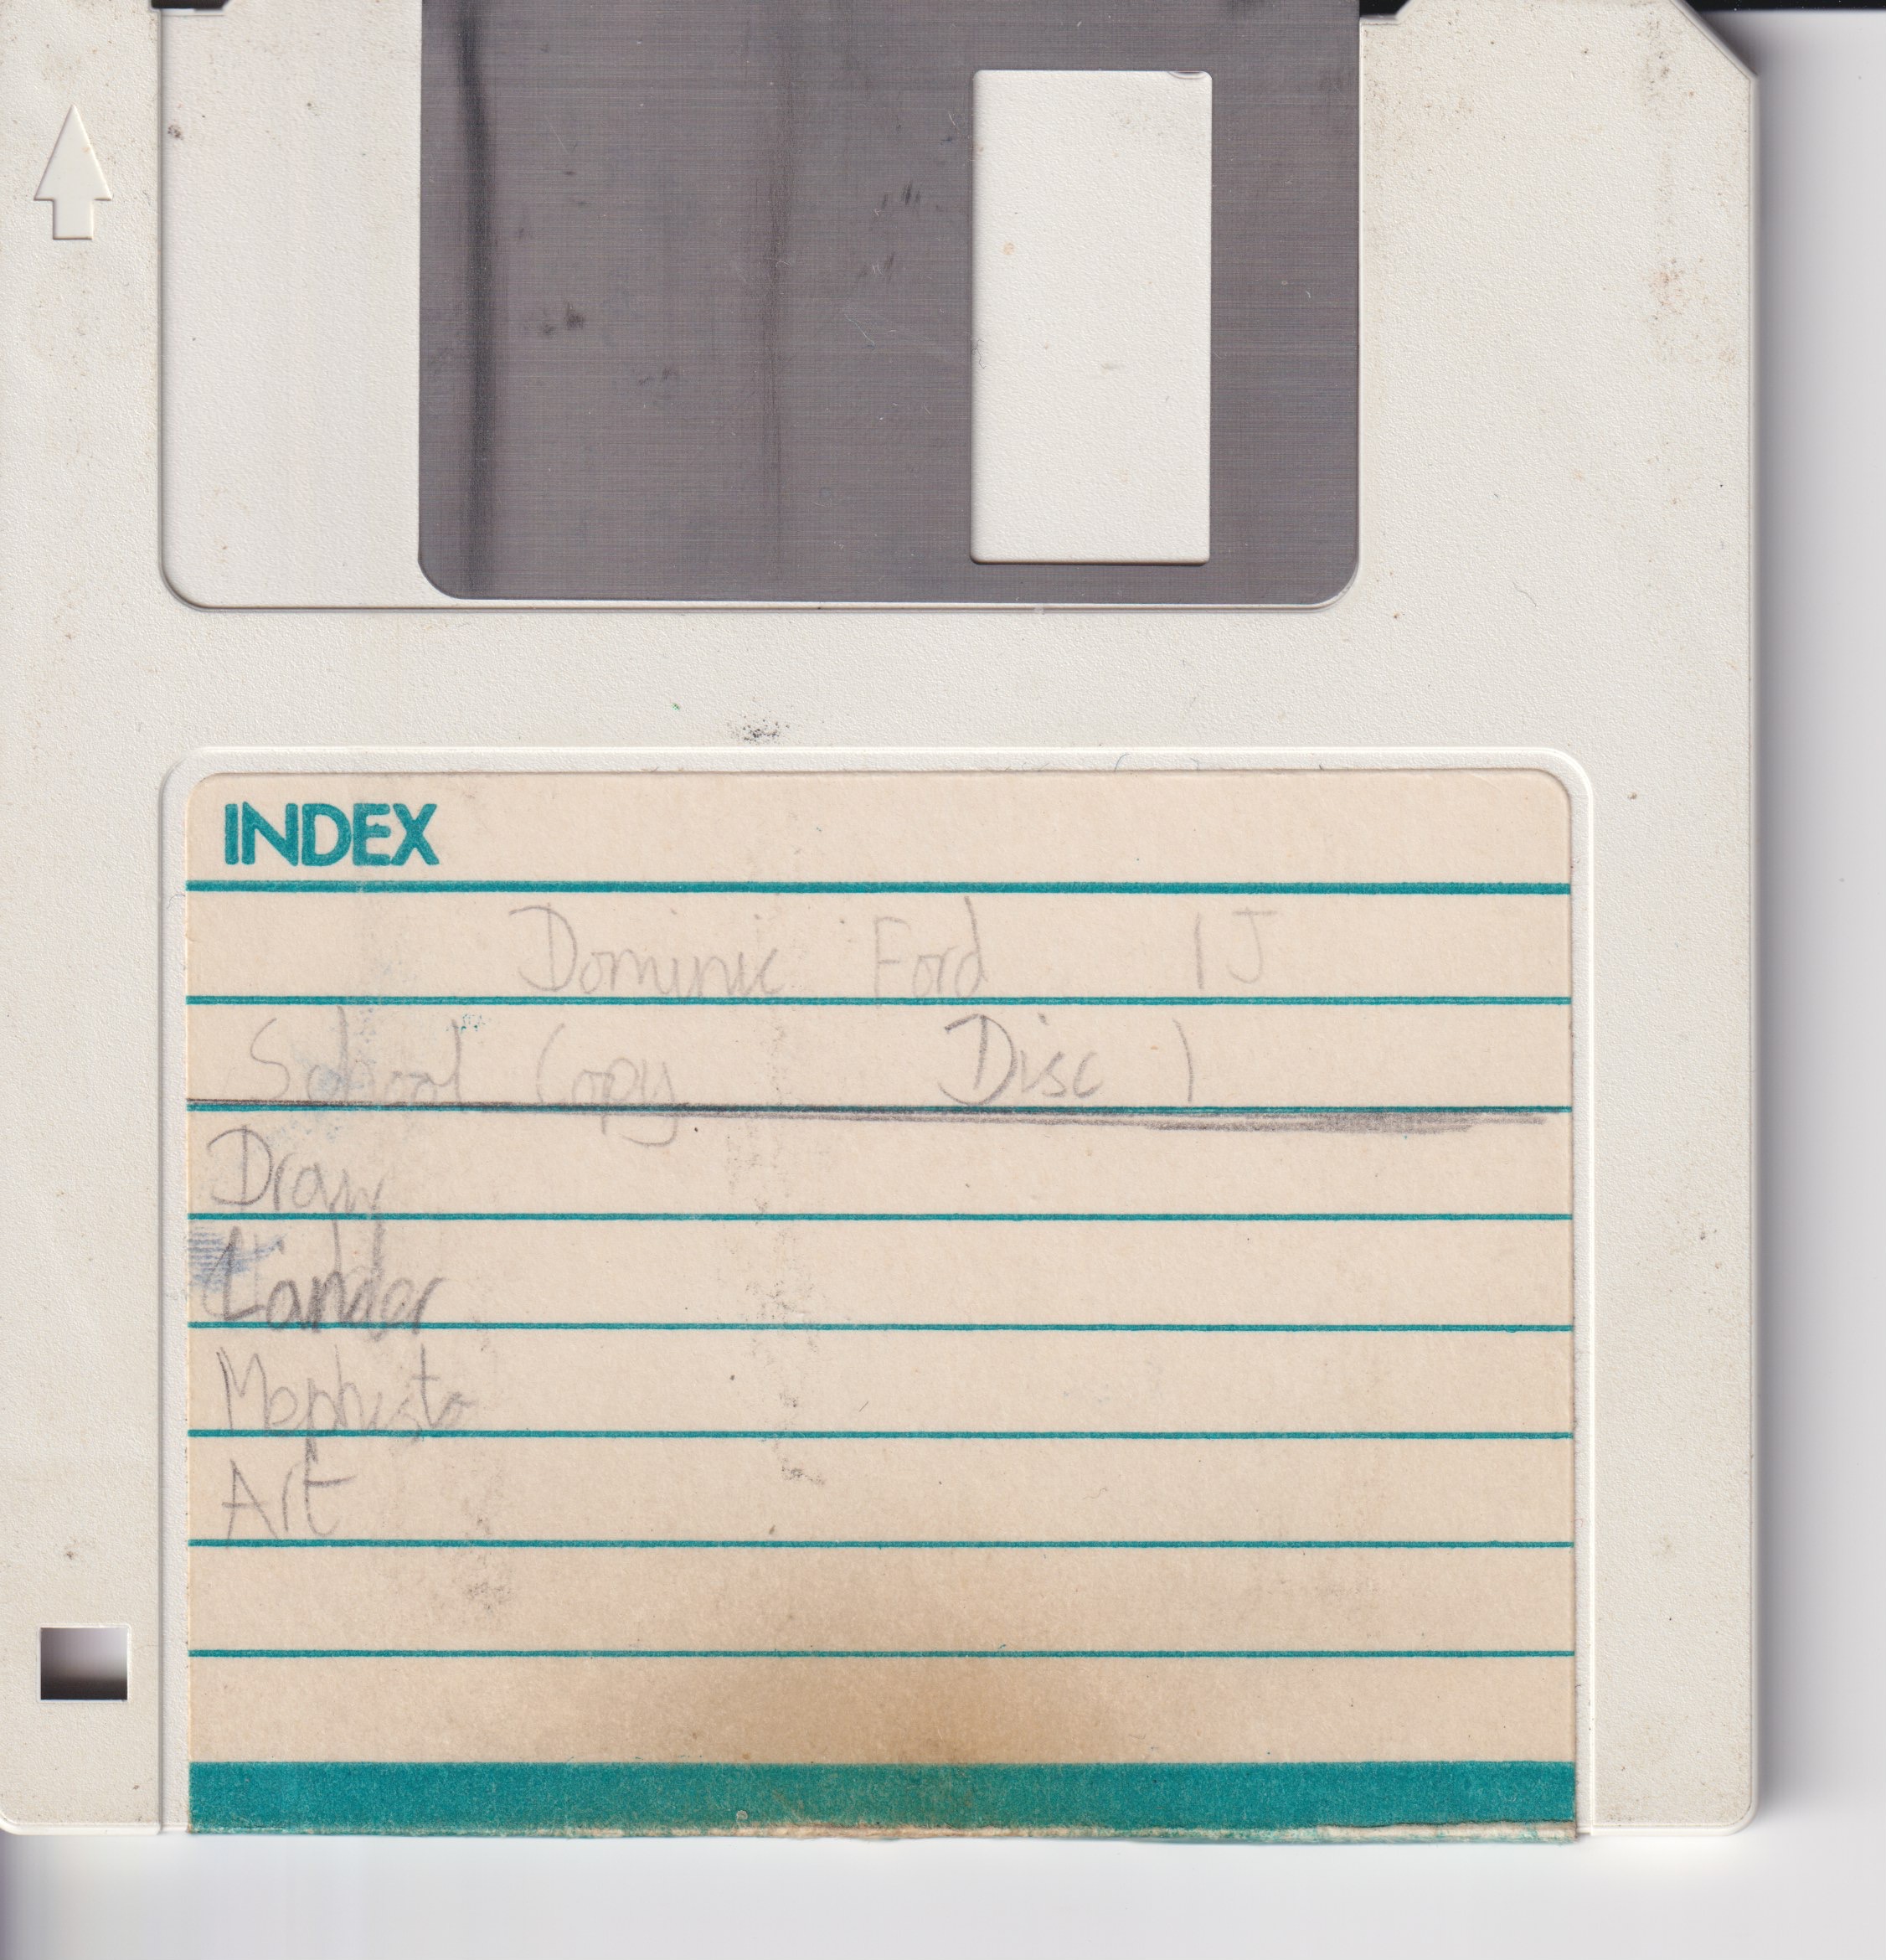 INDEX
Dominic Ford 1J
School Copy Disc 1
Draw
Lander
Mephisto
Art